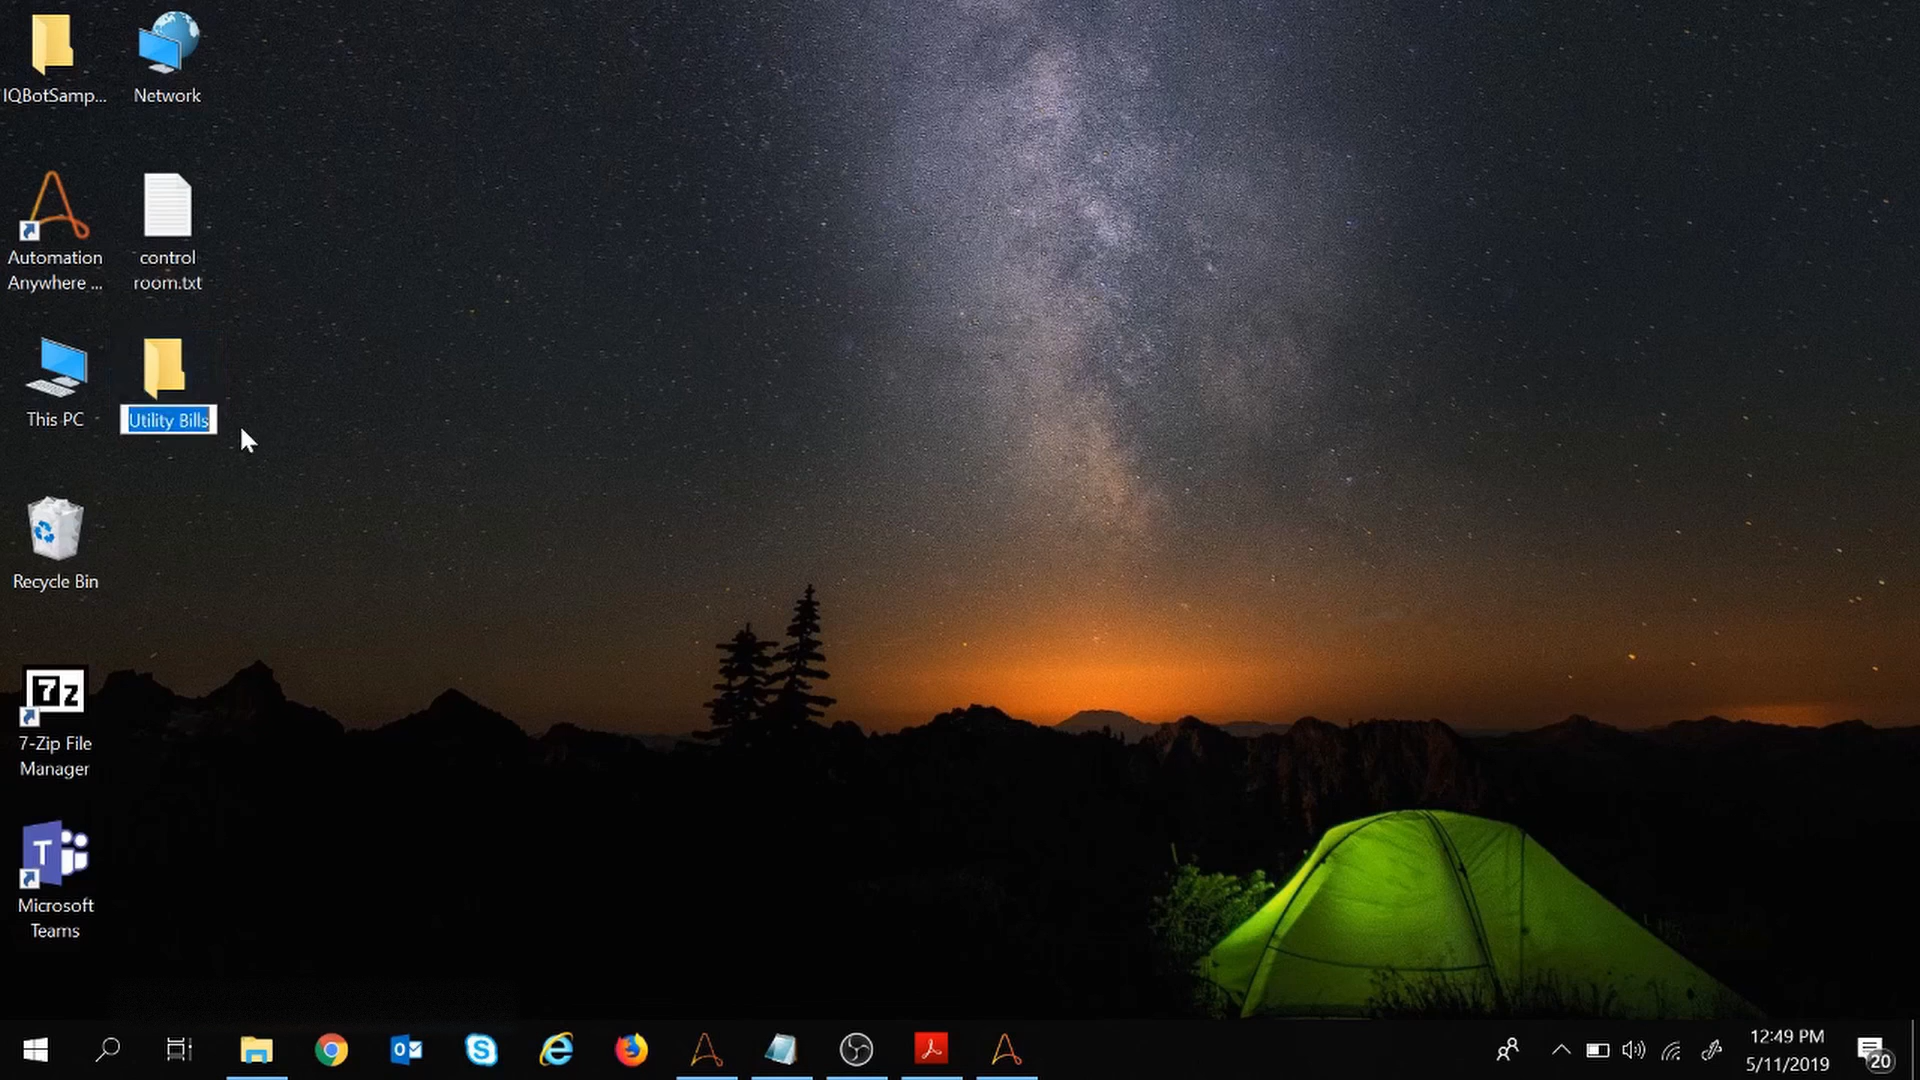 IQBotSamp...
Network
Automation
Anywhere ...
control
room.txt
This PC
Utility Bills
Recycle Bin
7z
7-Zip File
Manager
T
Microsoft
Teams
o
S
12:49 PM
5/11/2019
20